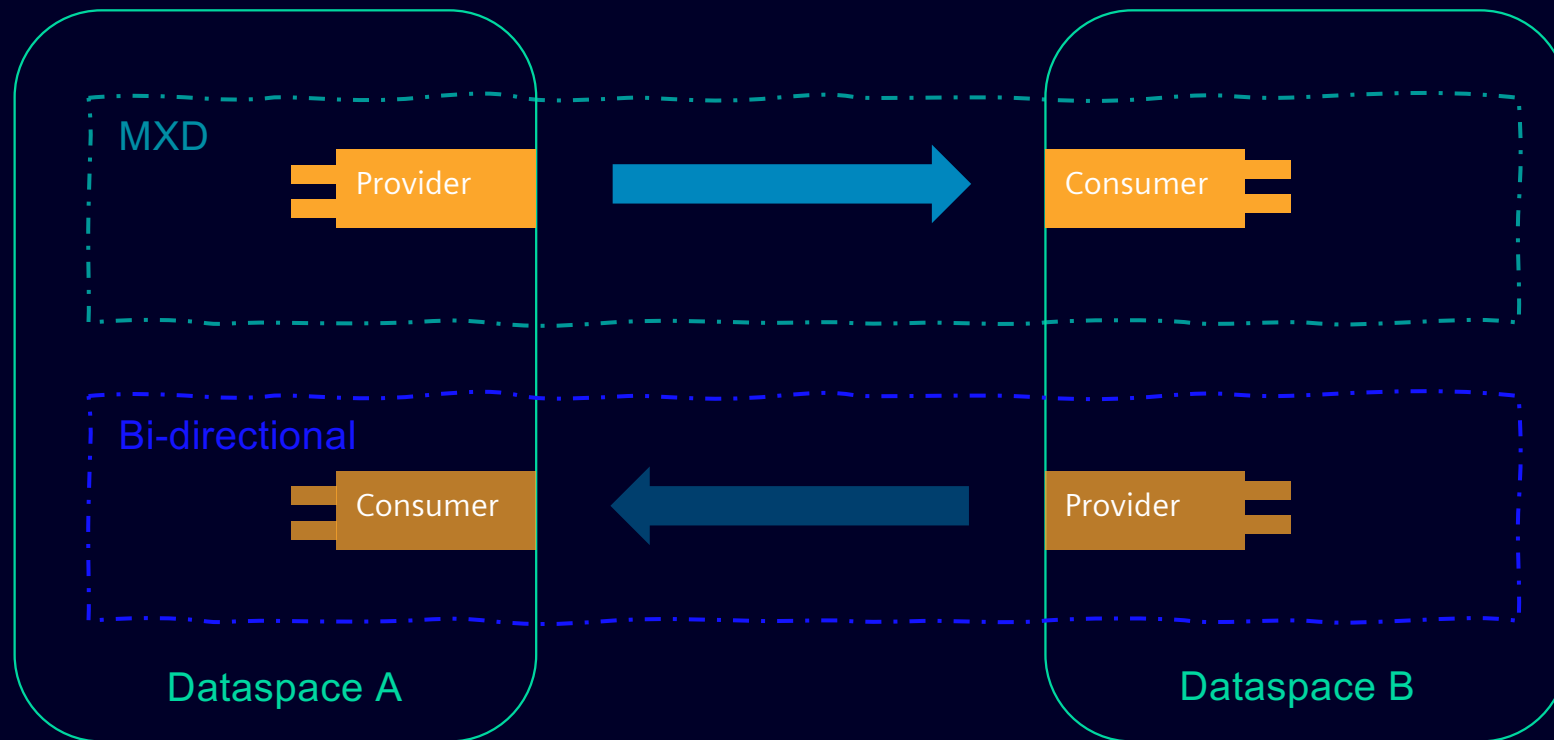 MXD
Provider
Consumer
Bi-directional
Consumer
Provider
Dataspace A
Dataspace B